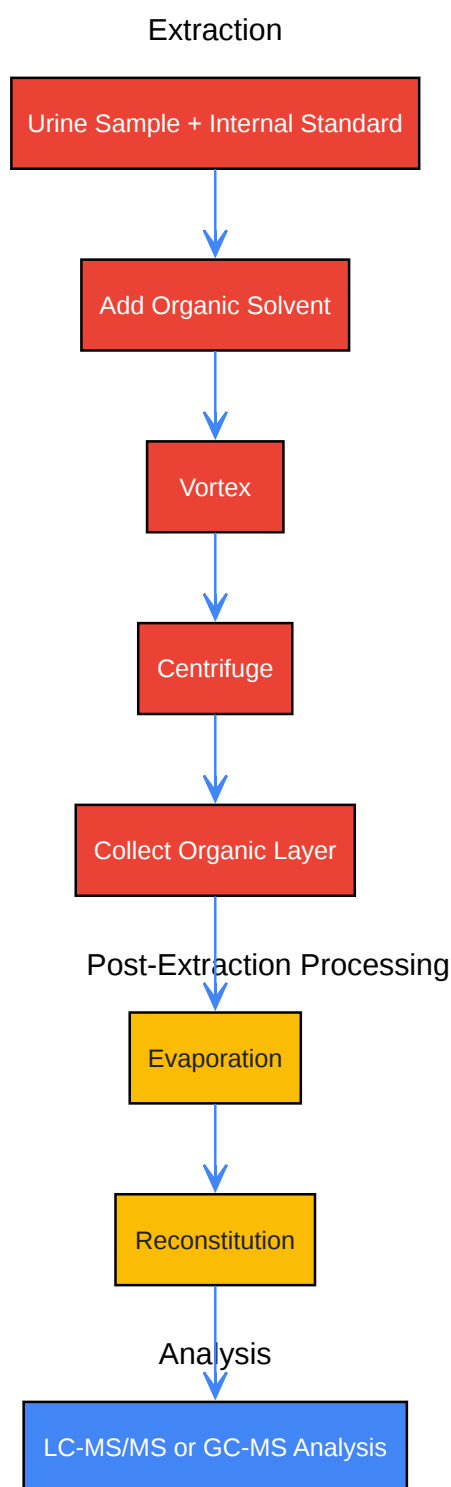 Extraction
Urine Sample + Internal Standard
Add Organic Solvent
Vortex
Centrifuge
Collect Organic Layer
Post-Extraction Processing
Evaporation
Reconstitution
Analysis
LC-MS/MS or GC-MS Analysis